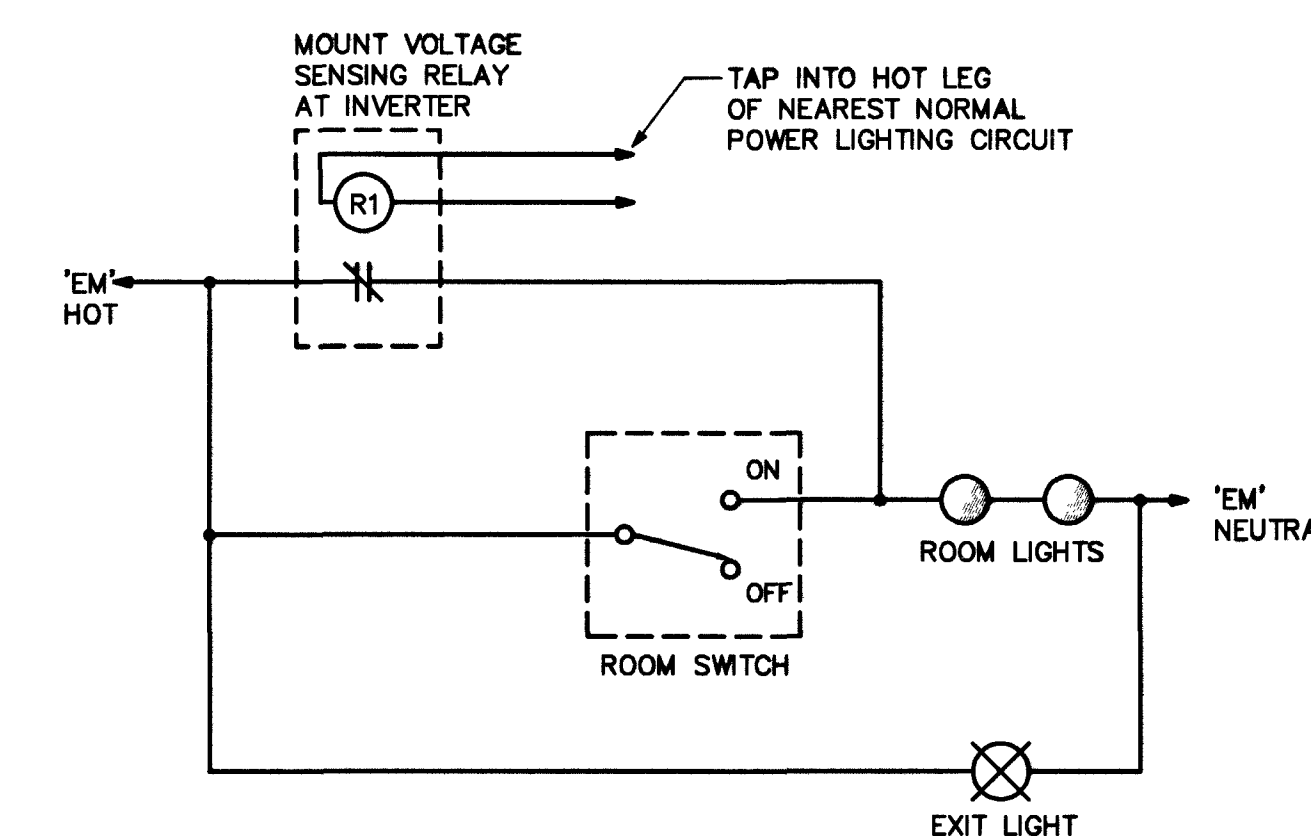 MOUNT VOLTAGE
SENSING RELAY
AT INVERTER
TAP INTO HOT LEG
OF NEAREST NORMAL
POWER LIGHTING CIRCUIT
R1
'EM'
HOT
ON
OFF
ROOM SWITCH
'EM'
NEUTRA
ROOM LIGHTS
EXIT LIGHT